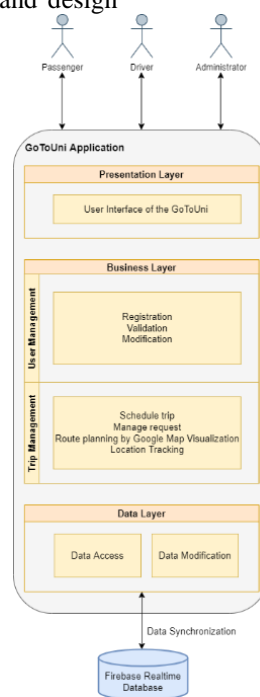 and design
Passenger
Driver
Administrator
GoToUni Application
Presentation Layer
User Interface of the GoToUni
Business Layer
User Management
Registration
Validation
Modification
Trip Management
Schedule trip
Manage request
Route planning by Google Map Visualization
Location Tracking
Data Layer
Data Access
Data Modification
Data Synchronization
Firebase Realtime
Database